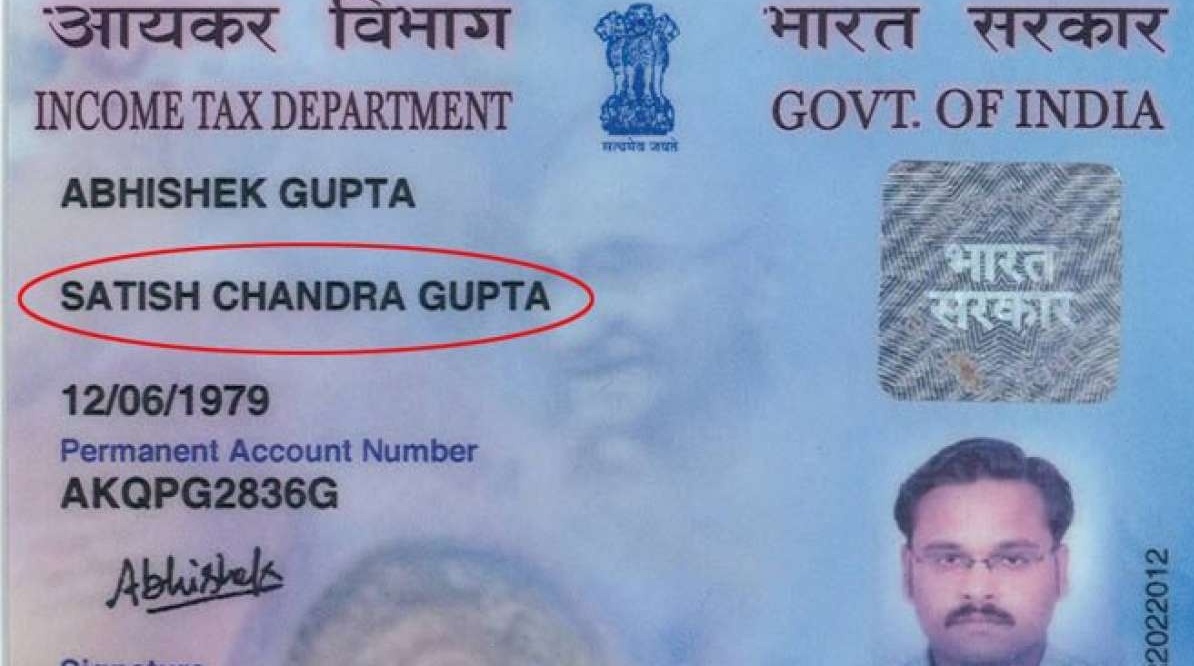 आयकर विभाग भारत सरकार
INCOME TAX DEPARTMENT GOVT. OF INDIA
सत्यमेव जयते
ABHISHEK GUPTA
भारत
सरकार
SATISH CHANDRA GUPTA
12/06/1979
Permanent Account Number
AKQPG2836G
Abhishek
Signature
2022012